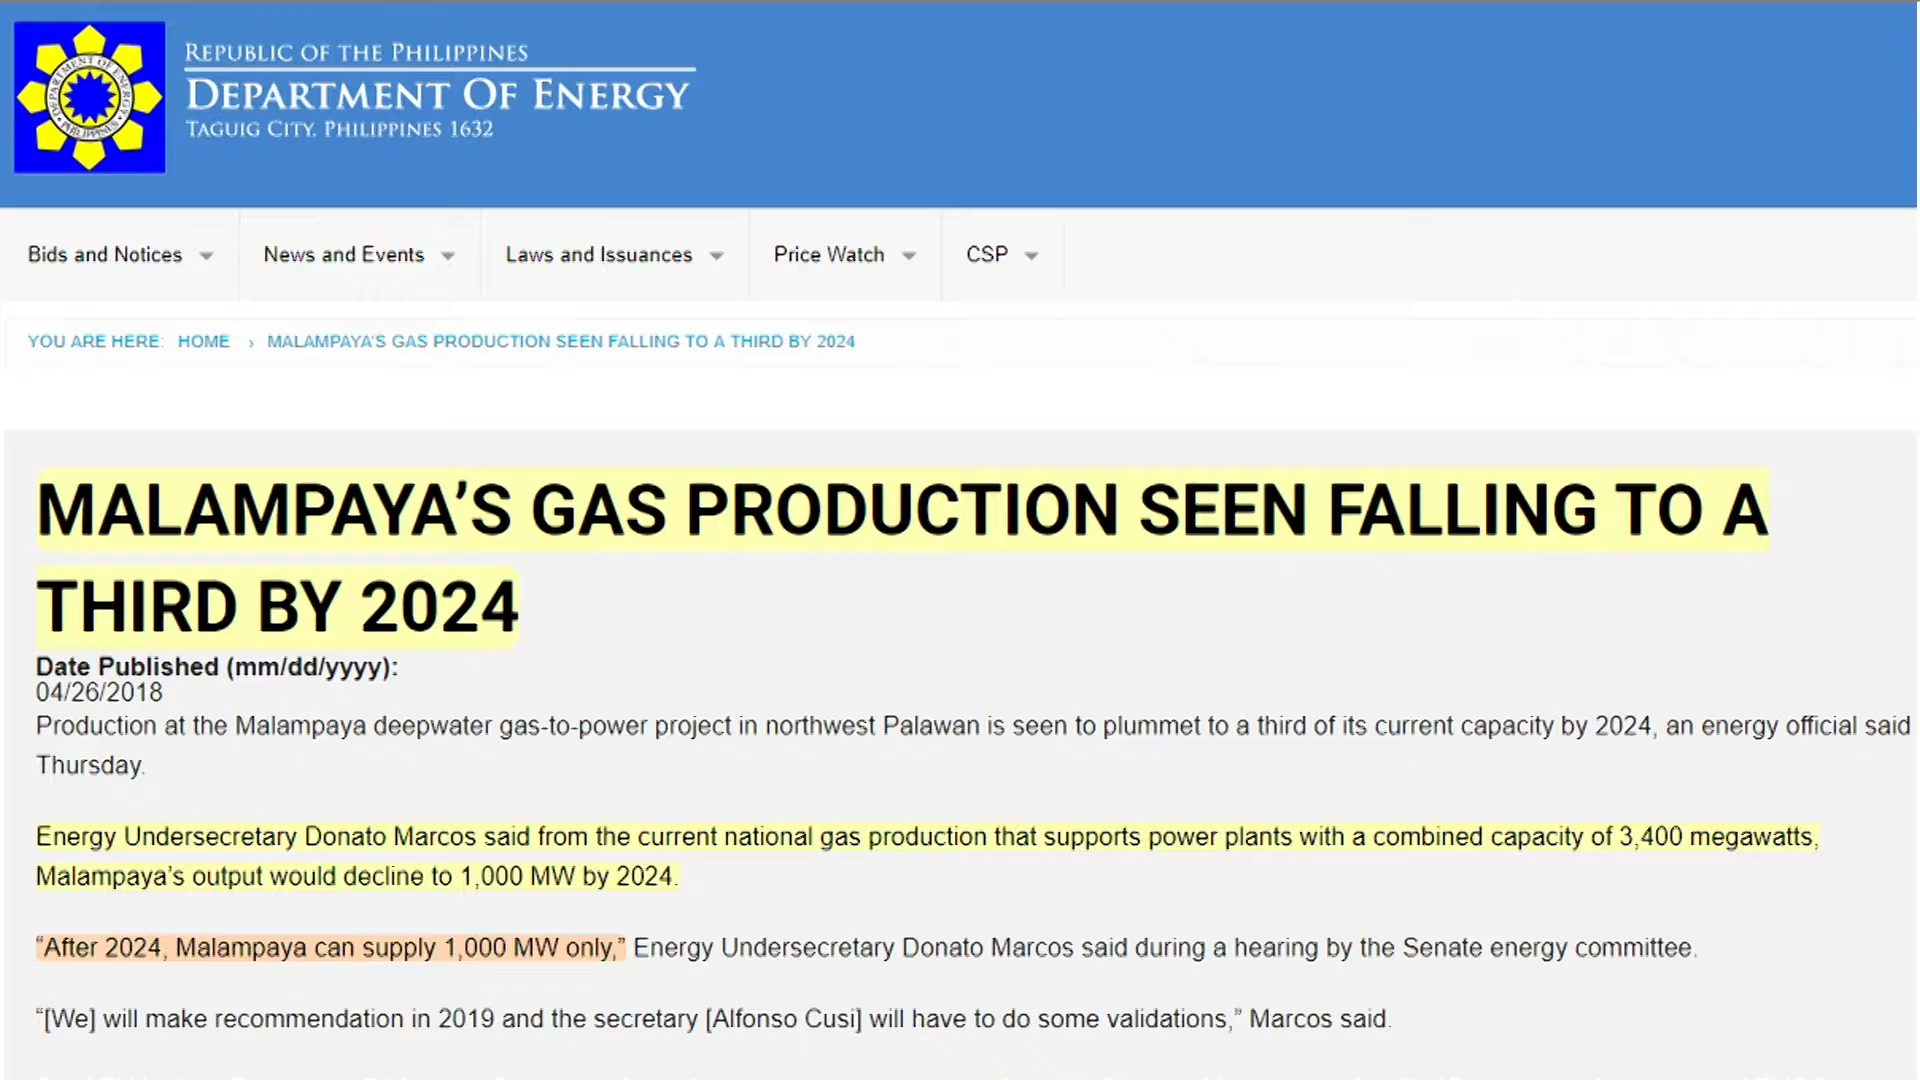 DEPARTMENT OF ENERGY
PHILIPPINES
REPUBLIC OF THE PHILIPPINES
DEPARTMENT OF ENERGY
TAGUIG CITY, PHILIPPINES 1632
Bids and Notices
News and Events
Laws and Issuances
Price Watch
CSP
YOU ARE HERE: HOME › MALAMPAYA'S GAS PRODUCTION SEEN FALLING TO A THIRD BY 2024
MALAMPAYA’S GAS PRODUCTION SEEN FALLING TO A
THIRD BY 2024
Date Published (mm/dd/yyyy):
04/26/2018
Production at the Malampaya deepwater gas-to-power project in northwest Palawan is seen to plummet to a third of its current capacity by 2024, an energy official said
Thursday.
Energy Undersecretary Donato Marcos said from the current national gas production that supports power plants with a combined capacity of 3,400 megawatts,
Malampaya’s output would decline to 1,000 MW by 2024.
“After 2024, Malampaya can supply 1,000 MW only,” Energy Undersecretary Donato Marcos said during a hearing by the Senate energy committee.
“[We] will make recommendation in 2019 and the secretary [Alfonso Cusi] will have to do some validations,” Marcos said.